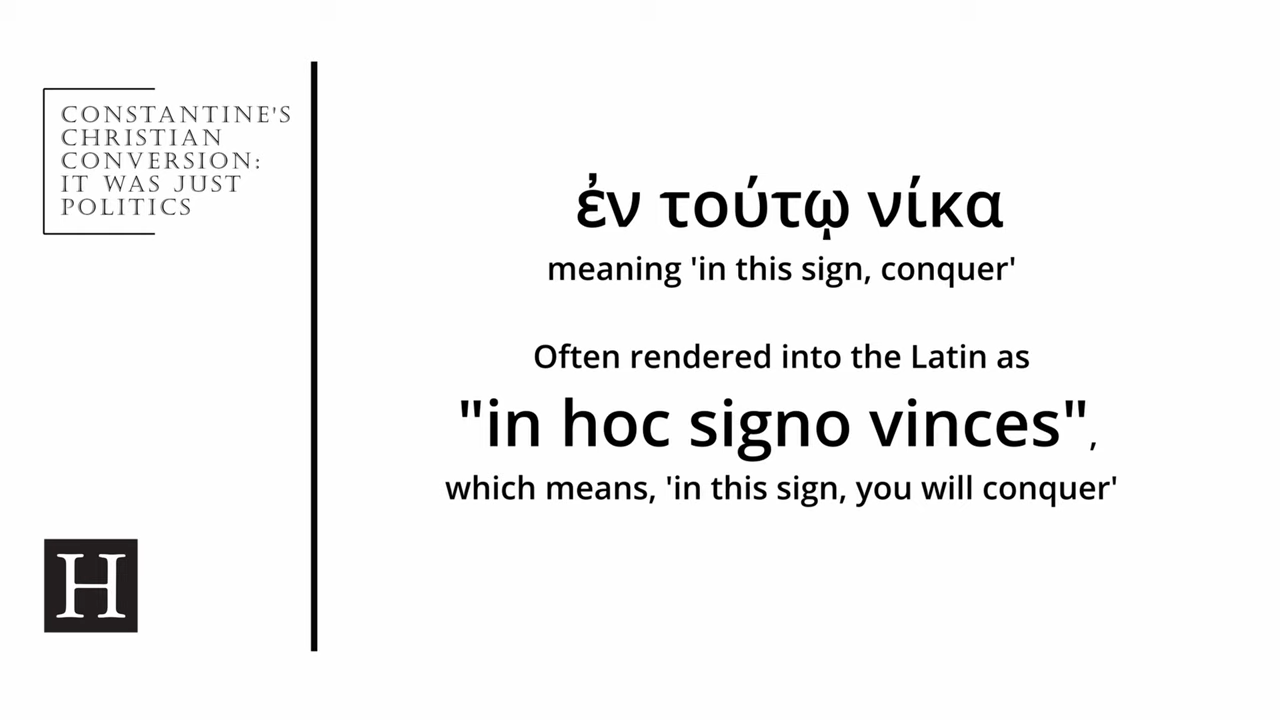 CONSTANTINE'S
CHRISTIAN
CONVERSION:
IT WAS JUST
POLITICS
ἐν τούτῳ νίκα
meaning 'in this sign, conquer'
Often rendered into the Latin as
"in hoc signo vinces",
which means, 'in this sign, you will conquer'
H